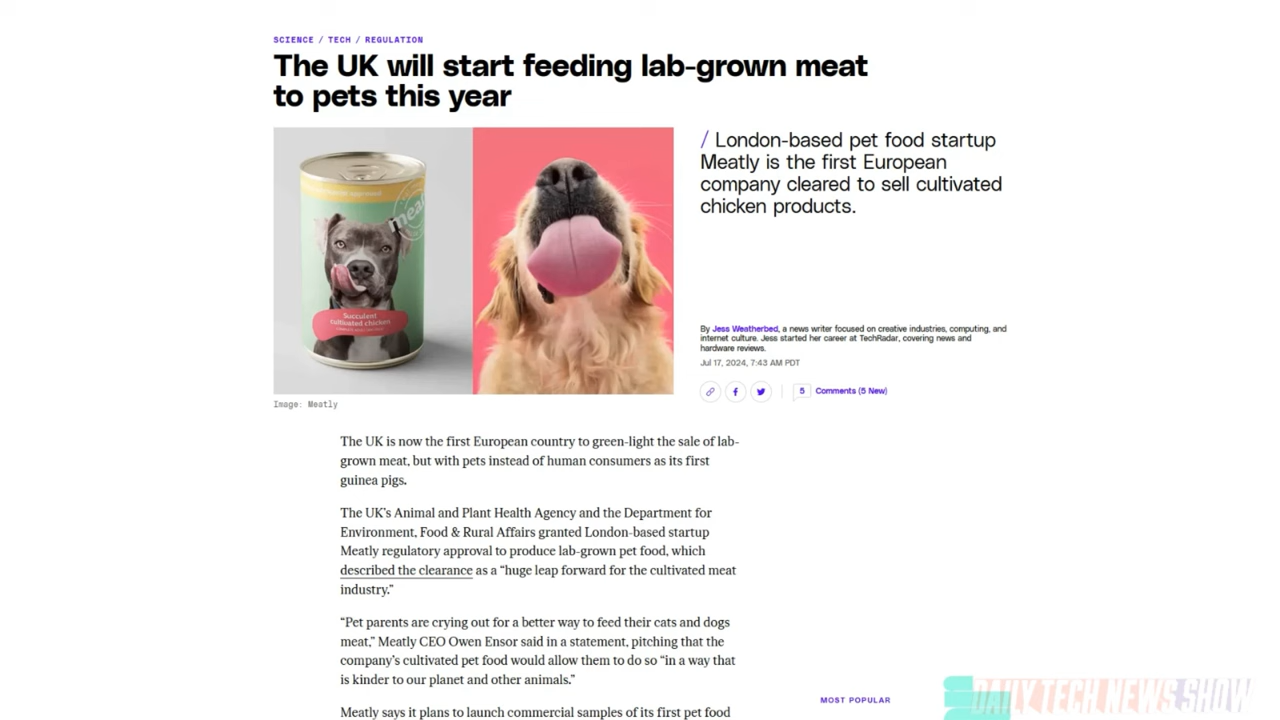 SCIENCE / TECH / REGULATION
The UK will start feeding lab-grown meat
to pets this year
/ London-based pet food startup
Meatly is the first European
company cleared to sell cultivated
chicken products.
meatly
Succulent
cultivated chicken
By Jess Weatherbed, a news writer focused on creative industries, computing, and
internet culture. Jess started her career at TechRadar, covering news and
hardware reviews.
Jul 17, 2024, 7:43 AM PDT
5 Comments (5 New)
Image: Meatly
The UK is now the first European country to green-light the sale of lab-
grown meat, but with pets instead of human consumers as its first
guinea pigs.
The UK’s Animal and Plant Health Agency and the Department for
Environment, Food & Rural Affairs granted London-based startup
Meatly regulatory approval to produce lab-grown pet food, which
described the clearance as a “huge leap forward for the cultivated meat
industry.”
“Pet parents are crying out for a better way to feed their cats and dogs
meat,” Meatly CEO Owen Ensor said in a statement, pitching that the
company’s cultivated pet food would allow them to do so “in a way that
is kinder to our planet and other animals.”
Meatly says it plans to launch commercial samples of its first pet food
MOST POPULAR
DAILYTECHNEWSSHOW